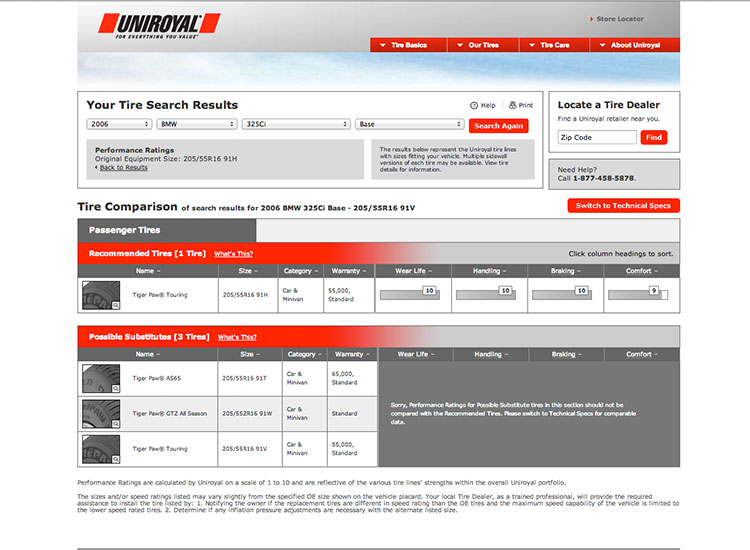 UNIROYAL
FOR EVERYTHING YOU VALUE
Store Locator
Tire Basics
Our Tires
Tire Care
About Uniroyal
Your Tire Search Results
Help
Print
2006
BMW
325Ci
Base
Search Again
Performance Ratings
Original Equipment Size: 205/55R16 91H
Back to Results
The results below represent the Uniroyal tire lines
with sizes fitting your vehicle. Multiple sidewall
versions of each tire may be available. View tire
details for information.
Locate a Tire Dealer
Find a Uniroyal retailer near you.
Zip Code
Find
Need Help?
Call 1-877-458-5878.
Tire Comparison of search results for 2006 BMW 325Ci Base - 205/55R16 91V
Switch to Technical Specs
Passenger Tires
Recommended Tires [1 Tire] What's This?
Click column headings to sort.
Name Size Category Warranty Wear Life Handling Braking Comfort
Tiger Paw® Touring 205/55R16 91H Car & Minivan 55,000, Standard 10 10 10 9
Possible Substitutes [3 Tires] What's This?
Name Size Category Warranty Wear Life Handling Braking Comfort
Tiger Paw® AS65 205/55R16 91T Car & Minivan 65,000, Standard
Tiger Paw® GTZ All Season 205/55ZR16 91W Car & Minivan Standard
Tiger Paw® Touring 205/55R16 91V Car & Minivan 55,000, Standard
Sorry, Performance Ratings for Possible Substitute tires in this section should not be
compared with the Recommended Tires. Please switch to Technical Specs for comparable
data.
Performance Ratings are calculated by Uniroyal on a scale of 1 to 10 and are reflective of the various tire lines' strengths within the overall Uniroyal portfolio.
The sizes and/or speed ratings listed may vary slightly from the specified OE size shown on the vehicle placard. Your local Tire Dealer, as a trained professional, will provide the required
assistance to install the tire listed by: 1. Notifying the owner if the replacement tires are different in speed rating than the OE tires and the maximum speed capability of the vehicle is limited to
the lower speed rated tires. 2. Determine if any inflation pressure adjustments are necessary with the alternate listed size.